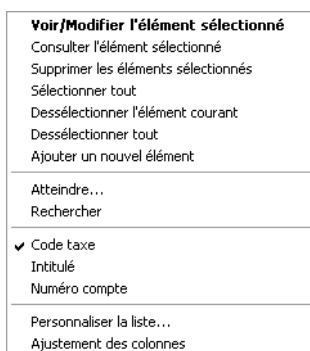 Voir/Modifier l'élément sélectionné
Consulter l'élément sélectionné
Supprimer les éléments sélectionnés
Sélectionner tout
Dessélectionner l'élément courant
Dessélectionner tout
Ajouter un nouvel élément
Atteindre...
Rechercher
Code taxe
Intitulé
Numéro compte
Personnaliser la liste...
Ajustement des colonnes